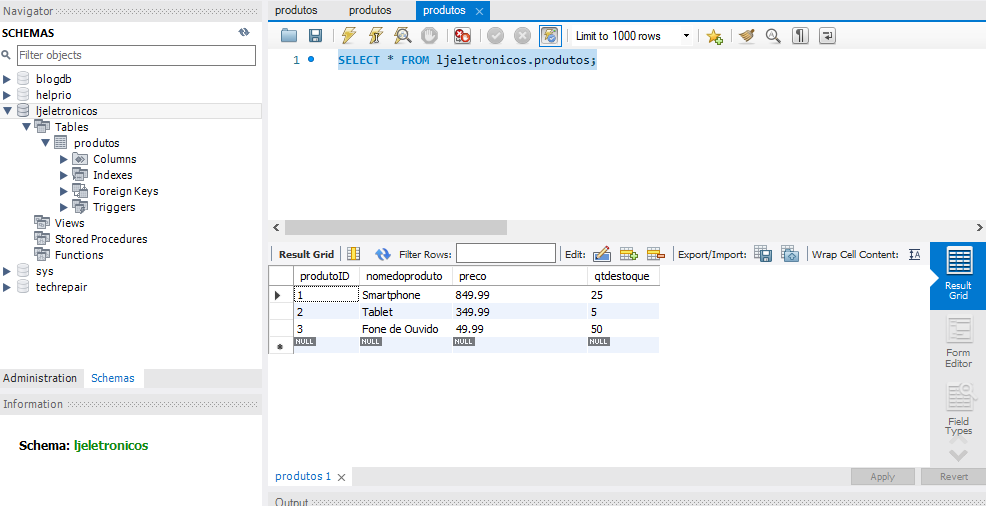 Navigator
SCHEMAS
Filter objects
blogdb
helprio
ljeletronicos
Tables
produtos
Columns
Indexes
Foreign Keys
Triggers
Views
Stored Procedures
Functions
sys
techrepair
Administration Schemas
Information
Schema: ljeletronicos
produtos produtos produtos
Limit to 1000 rows
1 SELECT * FROM ljeletronicos.produtos;
Result Grid Filter Rows: Edit: Export/Import: Wrap Cell Content:
produtoID nomedoproduto preco qtdestoque
1 Smartphone 849.99 25
2 Tablet 349.99 5
3 Fone de Ouvido 49.99 50
NULL NULL NULL NULL
Result
Grid
Form
Editor
Field
Types
produtos 1
Apply Revert
Output